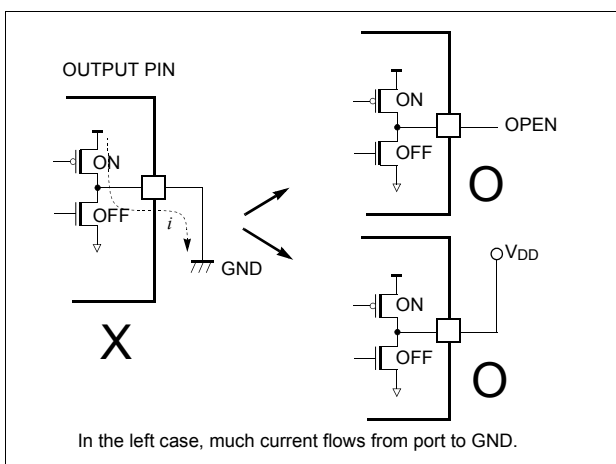 OUTPUT PIN
ON
OFF
i
GND
X
ON
OFF
OPEN
O
VDD
ON
OFF
O
In the left case, much current flows from port to GND.